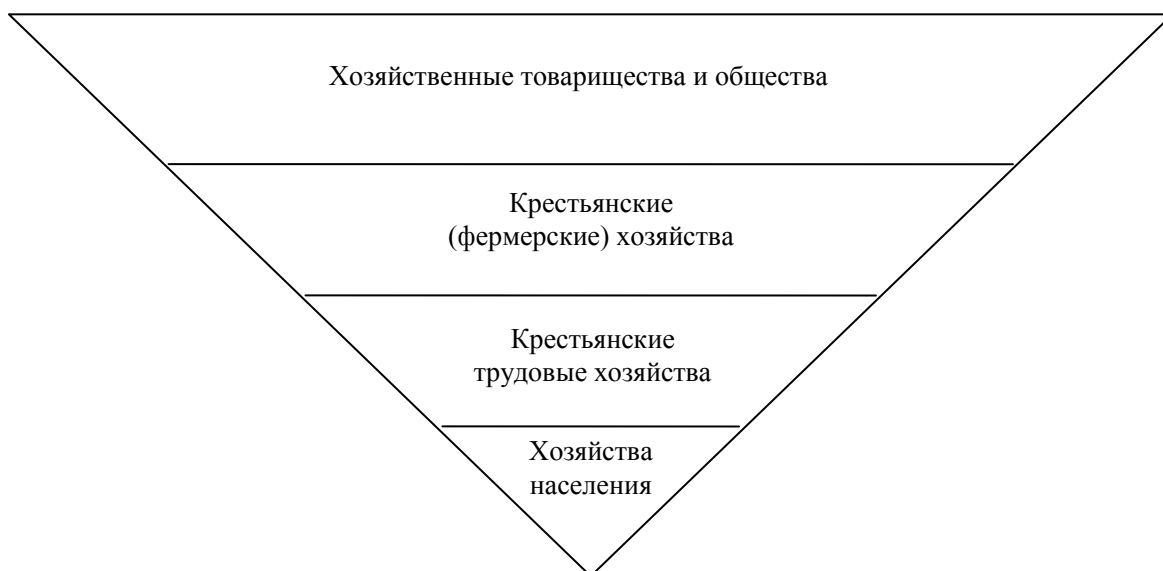 Хозяйственные товарищества и общества
Крестьянские
(фермерские) хозяйства
Крестьянские
трудовые хозяйства
Хозяйства
населения